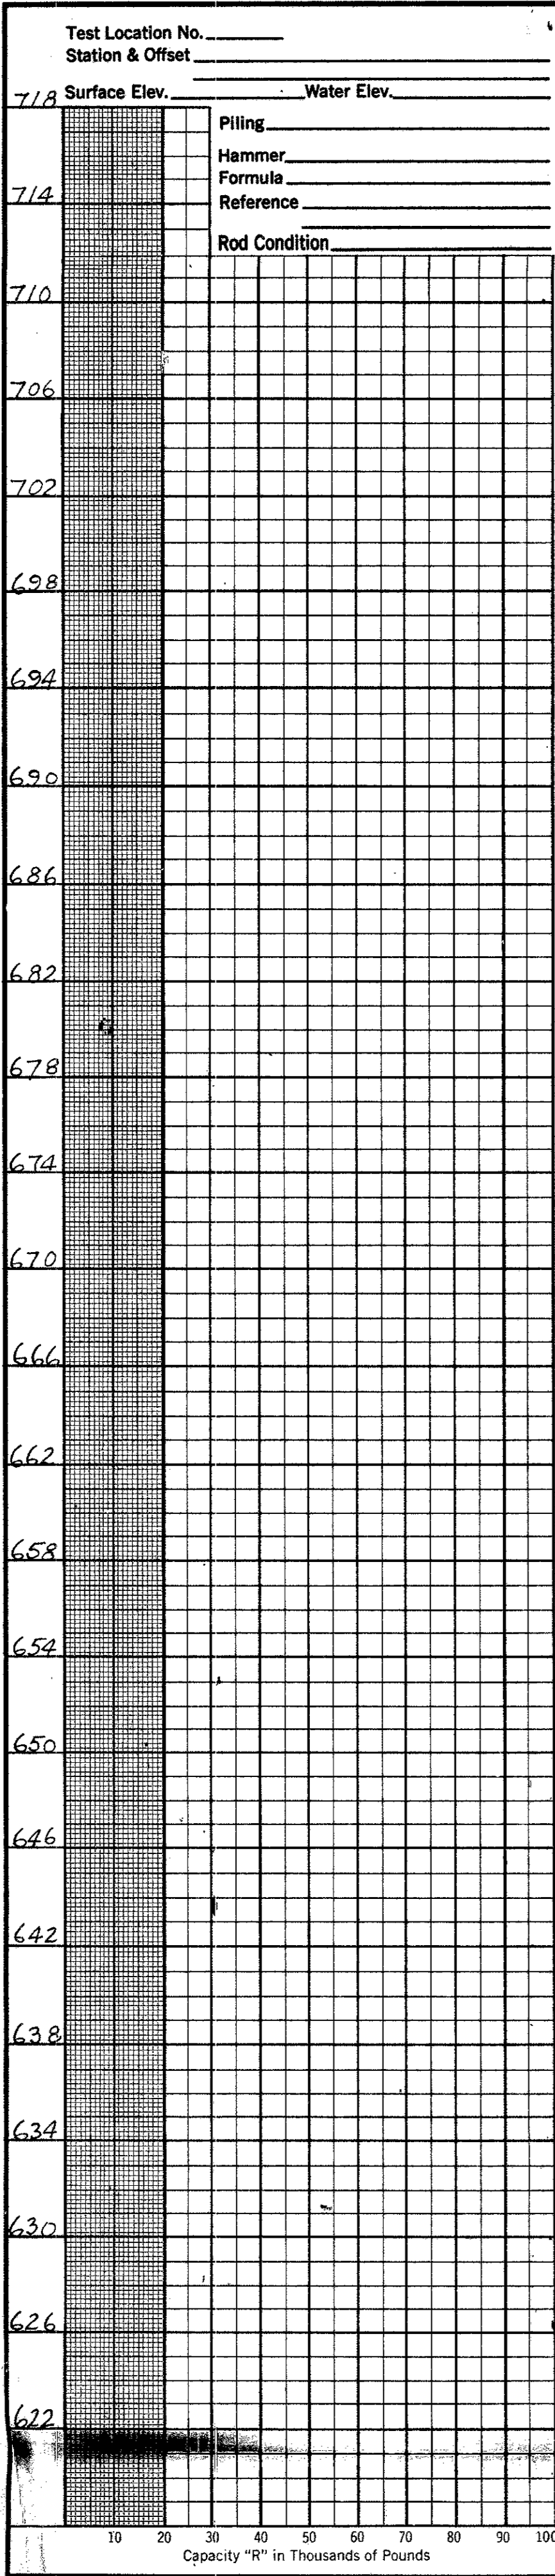 Test Location No.
Station & Offset
Surface Elev. Water Elev.
718
Piling
Hammer
Formula
714
Reference
Rod Condition
710
706
702
698
694
690
686
682
678
674
670
666
662
658
654
650
646
642
638
634
630
626
622
10 20 30 40 50 60 70 80 90 100
Capacity "R" in Thousands of Pounds